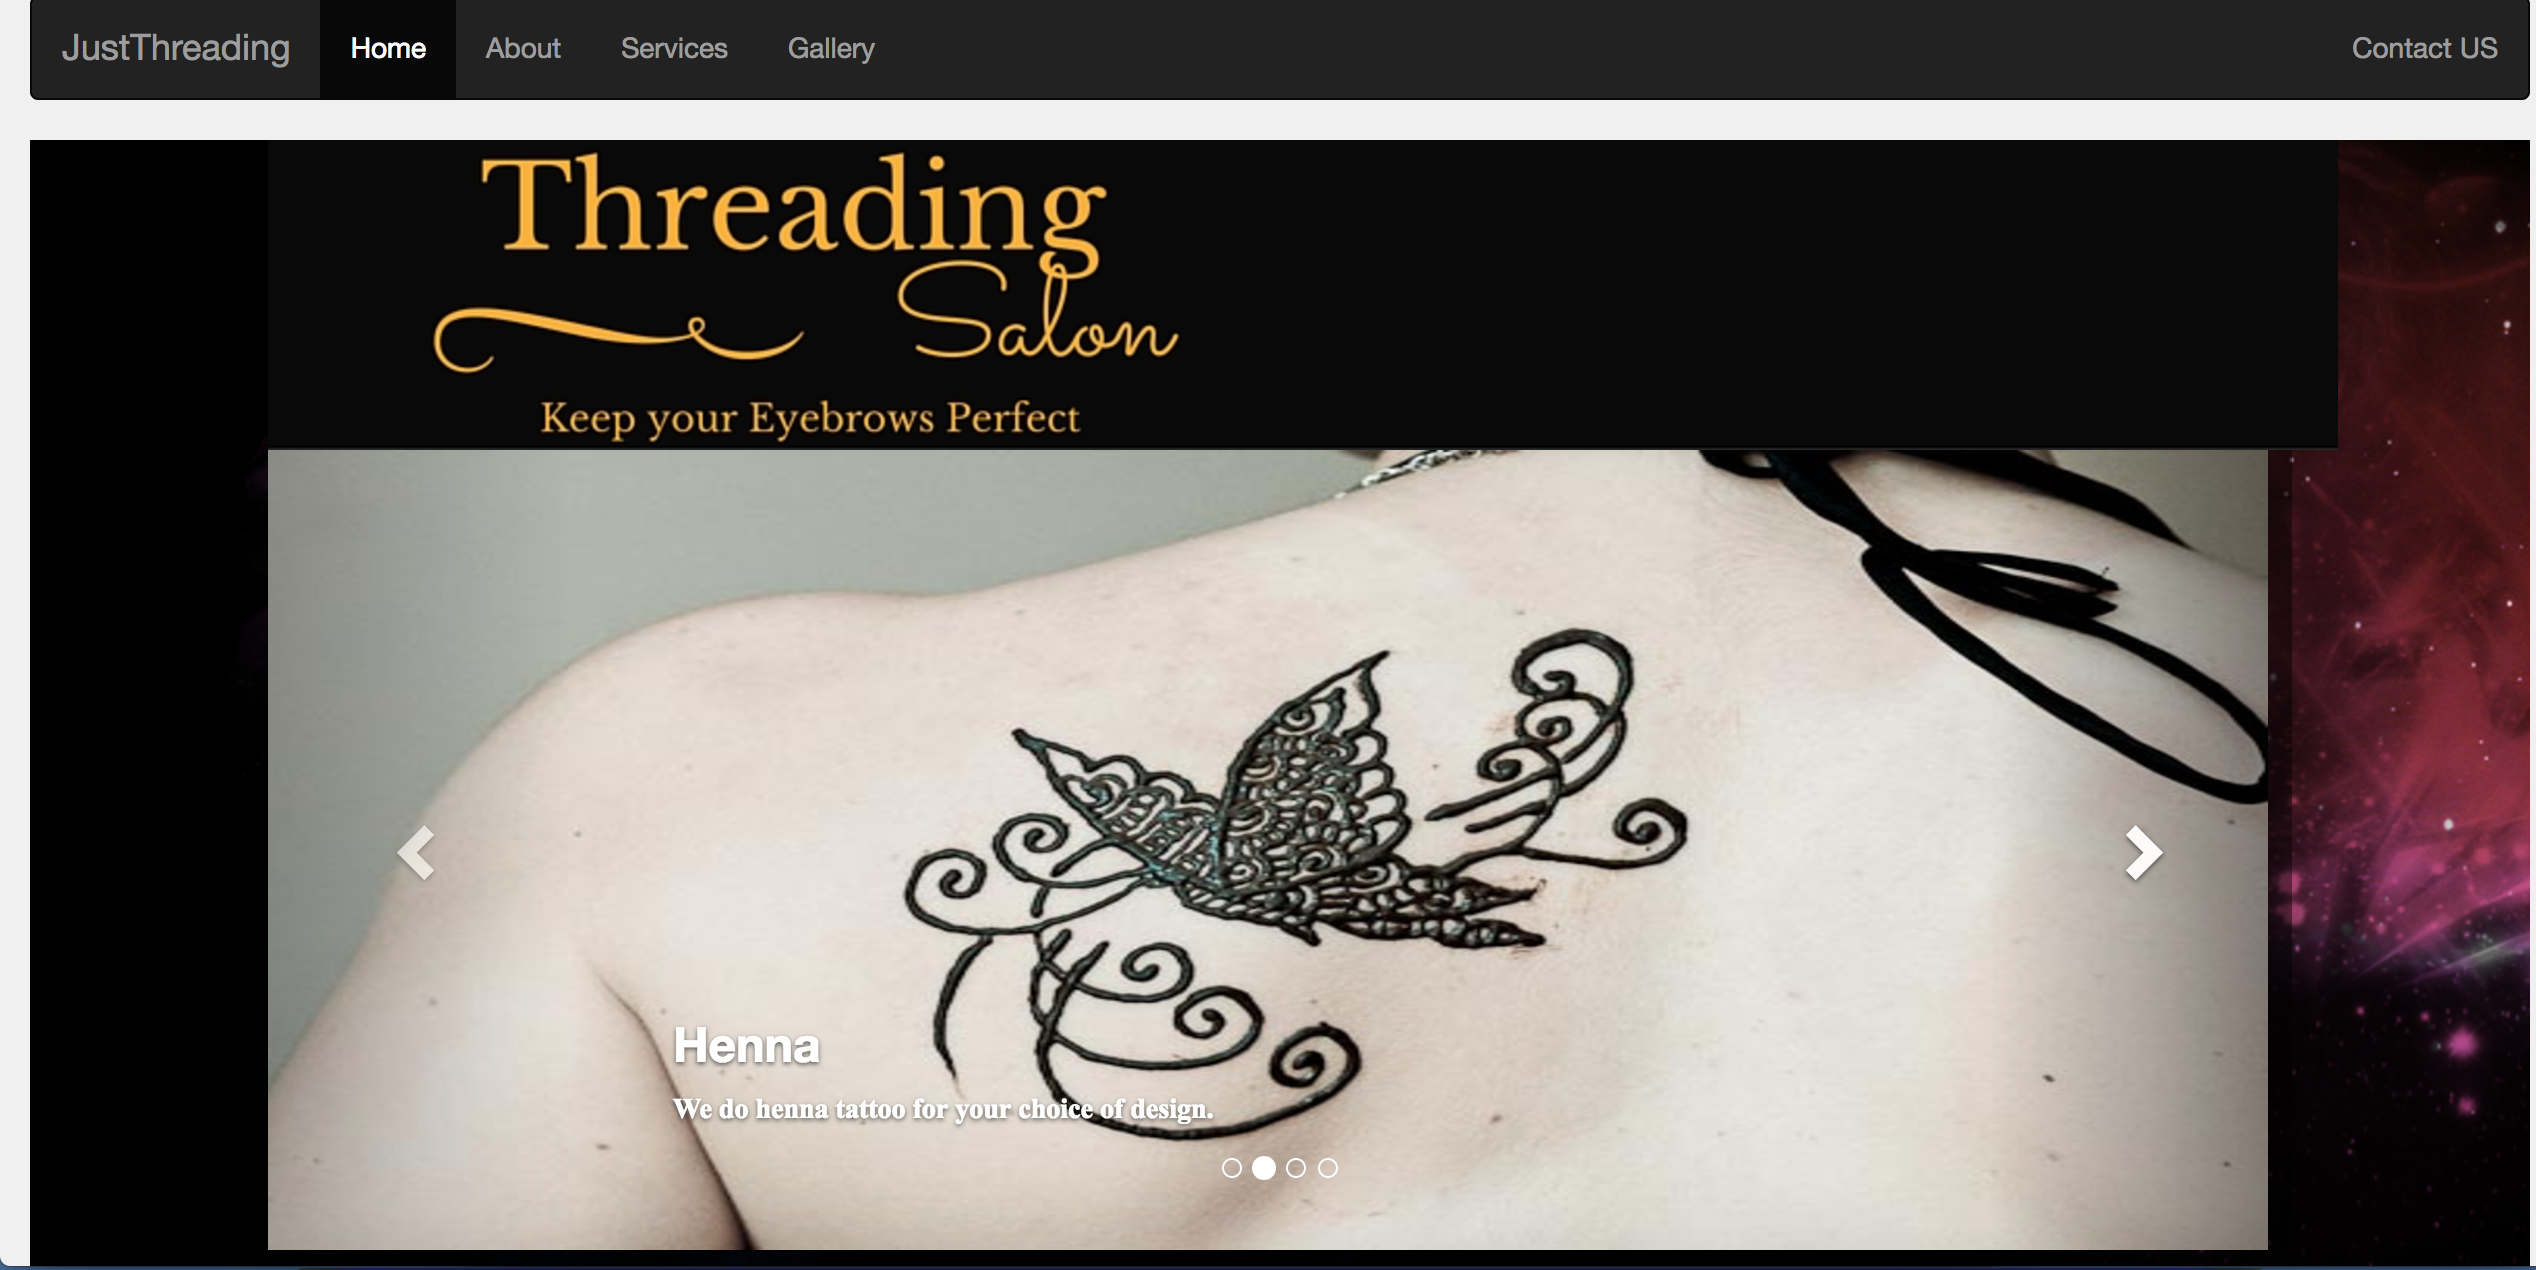 JustThreading Home About Services Gallery Contact US
Threading
Salon
Keep your Eyebrows Perfect
Henna
We do henna tattoo for your choice of design.